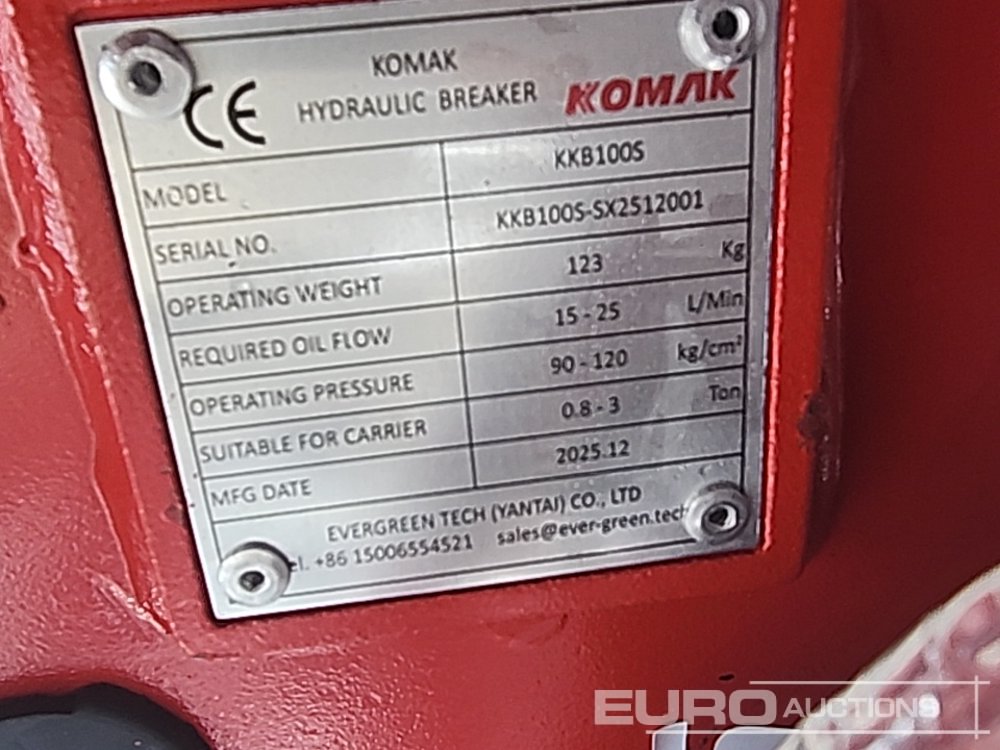 CE
KOMAK
HYDRAULIC BREAKER
KOMAK
MODEL KKB100S
SERIAL NO. KKB100S-SX2512001
OPERATING WEIGHT 123 Kg
REQUIRED OIL FLOW 15 - 25 L/Min
OPERATING PRESSURE 90 - 120 kg/cm²
SUITABLE FOR CARRIER 0.8 - 3 Ton
MFG DATE 2025.12
EVERGREEN TECH (YANTAI) CO., LTD
+86 15006554521 sales@ever-green.tech
EURO AUCTIONS